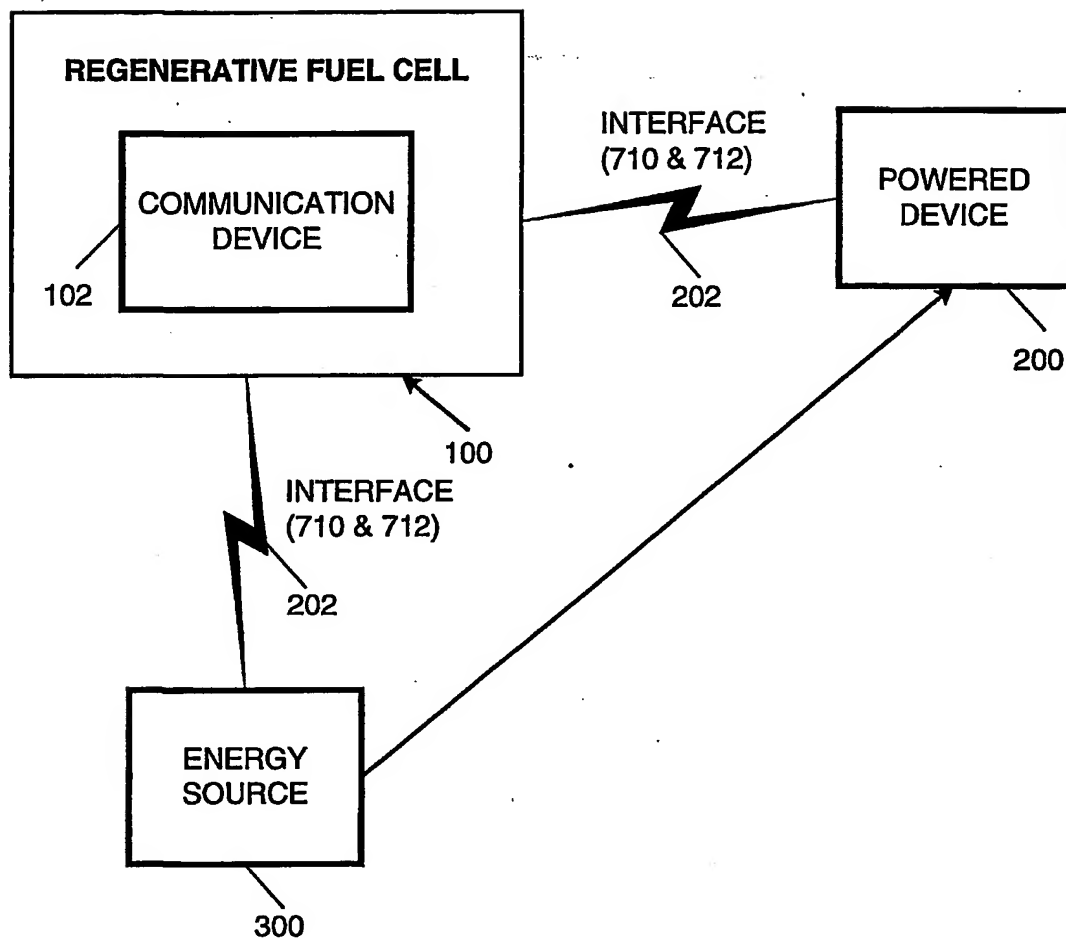 REGENERATIVE FUEL CELL
COMMUNICATION
DEVICE
102
INTERFACE
(710 & 712)
202
POWERED
DEVICE
200
100
INTERFACE
(710 & 712)
202
ENERGY
SOURCE
300